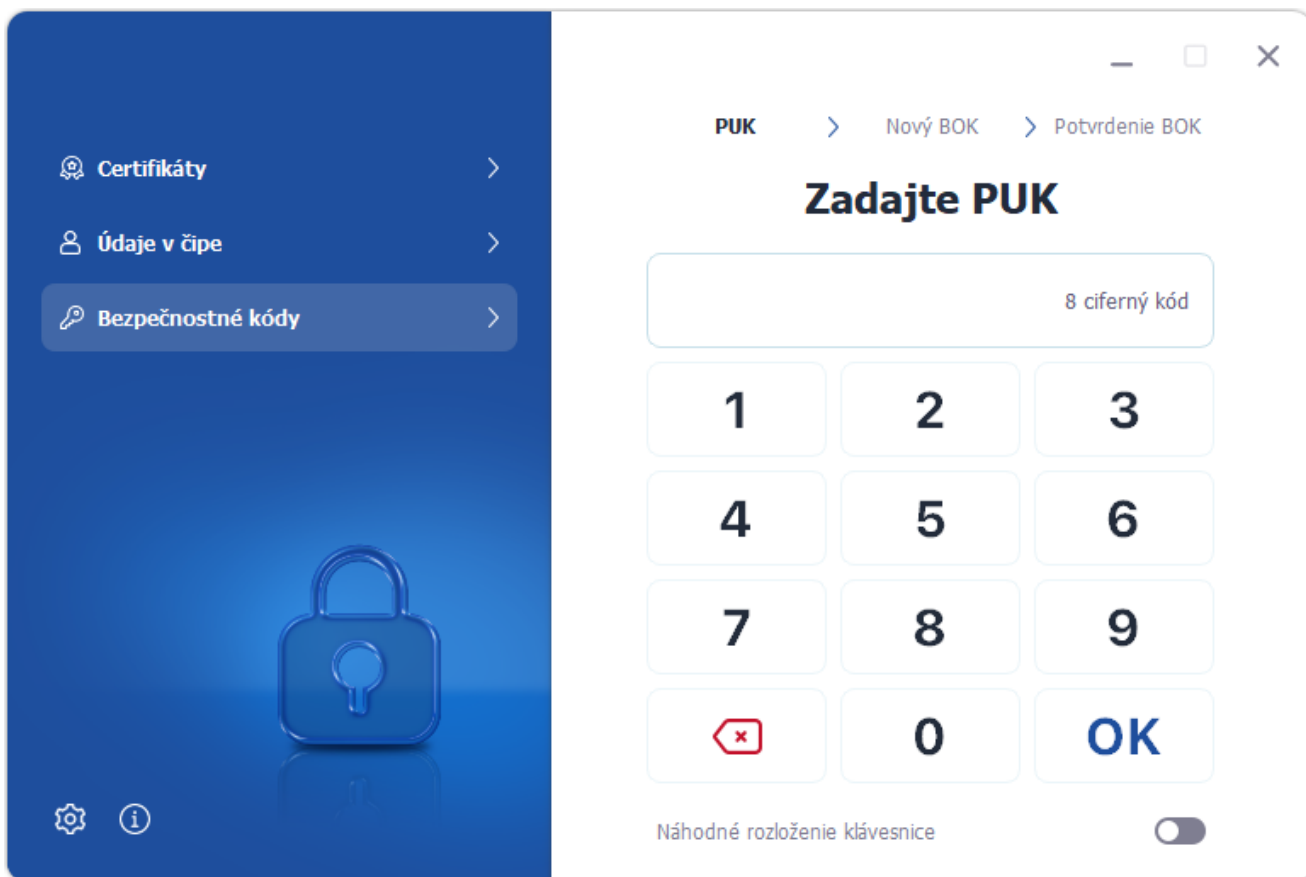 Certifikáty
Údaje v čipe
Bezpečnostné kódy
PUK Nový BOK Potvrdenie BOK
Zadajte PUK
8 ciferný kód
1 2 3
4 5 6
7 8 9
0 OK
Náhodné rozloženie klávesnice